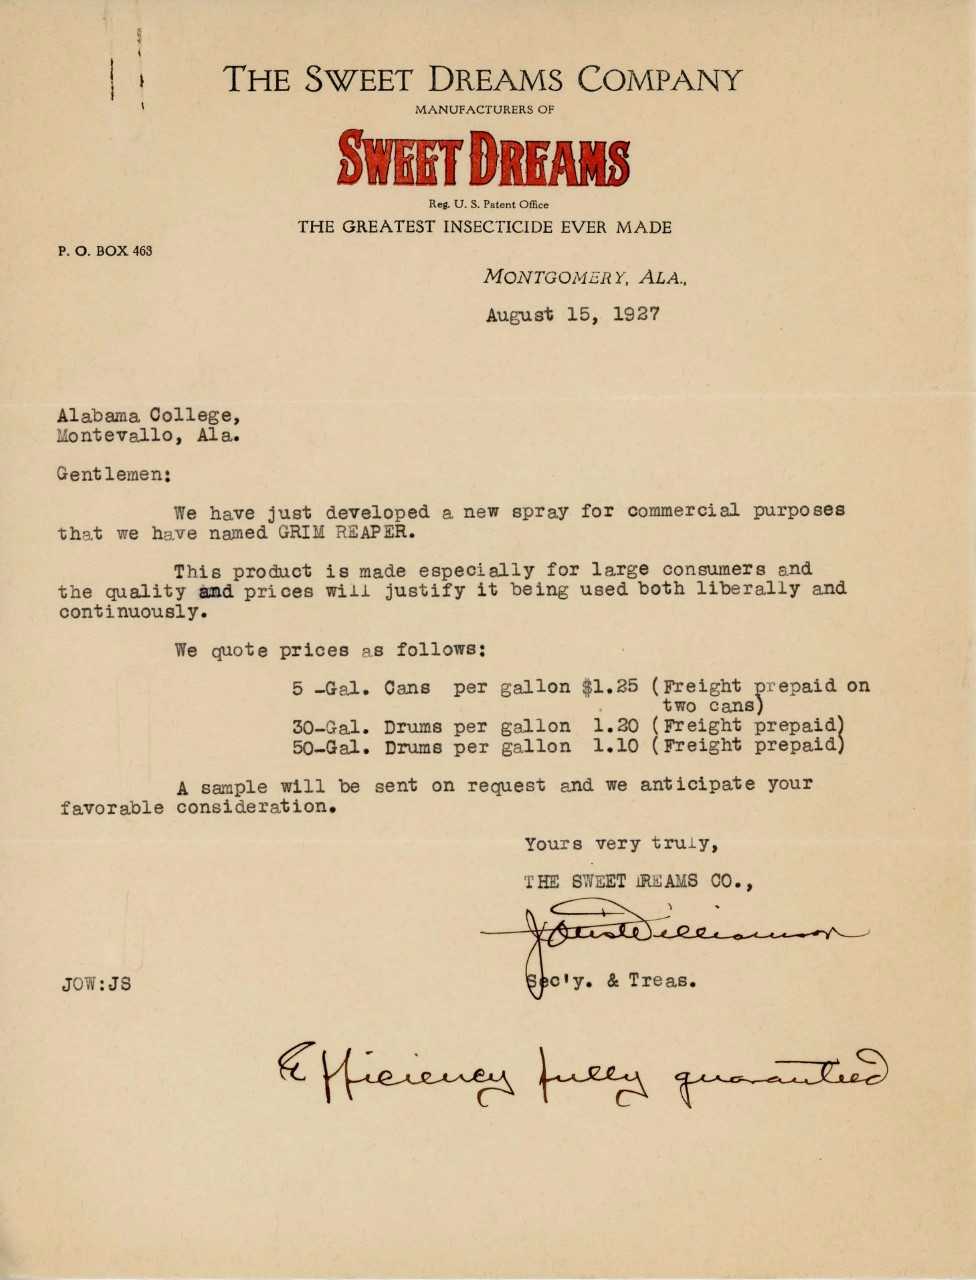 THE SWEET DREAMS COMPANY
MANUFACTURERS OF
SWEET DREAMS
Reg. U. S. Patent Office
THE GREATEST INSECTICIDE EVER MADE
P. O. BOX 463
MONTGOMERY, ALA.,
August 15, 1927
Alabama College,
Montevallo, Ala.
Gentlemen:
We have just developed a new spray for commercial purposes
that we have named GRIM REAPER.
This product is made especially for large consumers and
the quality and prices will justify it being used both liberally and
continuously.
We quote prices as follows:
5 -Gal. Cans per gallon $1.25 (Freight prepaid on
two cans)
30-Gal. Drums per gallon 1.20 (Freight prepaid)
50-Gal. Drums per gallon 1.10 (Freight prepaid)
A sample will be sent on request and we anticipate your
favorable consideration.
Yours very truly,
THE SWEET DREAMS CO.,
J Otis Williamson
Sec'y. & Treas.
JOW:JS
Efficiency fully guaranteed